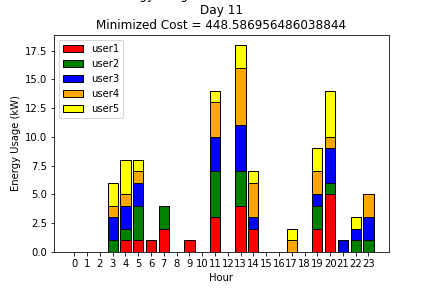 Day 11
Minimized Cost = 448.586956486038844
user1
user2
user3
user4
user5
Energy Usage (kW)
17.5
15.0
12.5
10.0
7.5
5.0
2.5
0.0
0 1 2 3 4 5 6 7 8 9 10 11 12 13 14 15 16 17 18 19 20 21 22 23
Hour